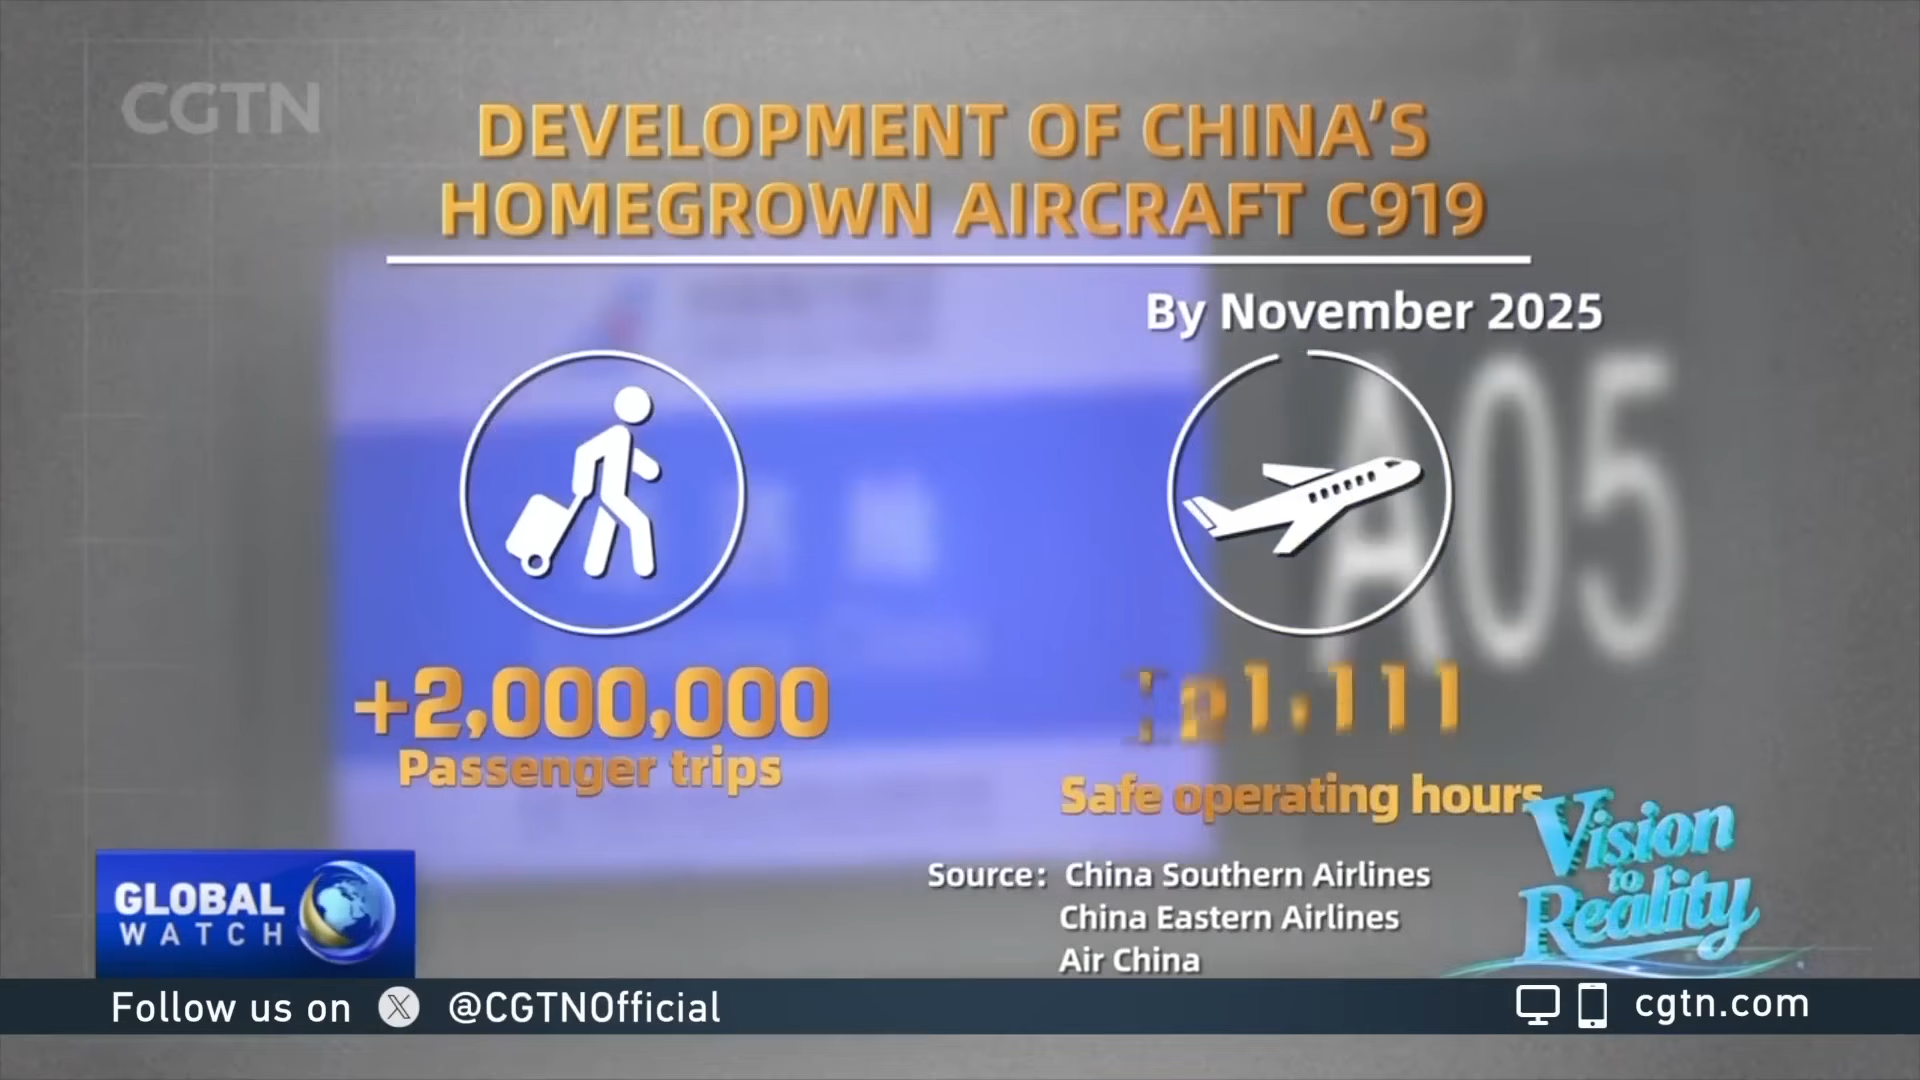 CGTN
DEVELOPMENT OF CHINA'S
HOMEGROWN AIRCRAFT C919
By November 2025
A05
+2,000,000
Passenger trips
Safe operating hours
Source: China Southern Airlines
China Eastern Airlines
Air China
Vision
to
Reality
GLOBAL
WATCH
Follow us on X @CGTNOfficial
cgtn.com